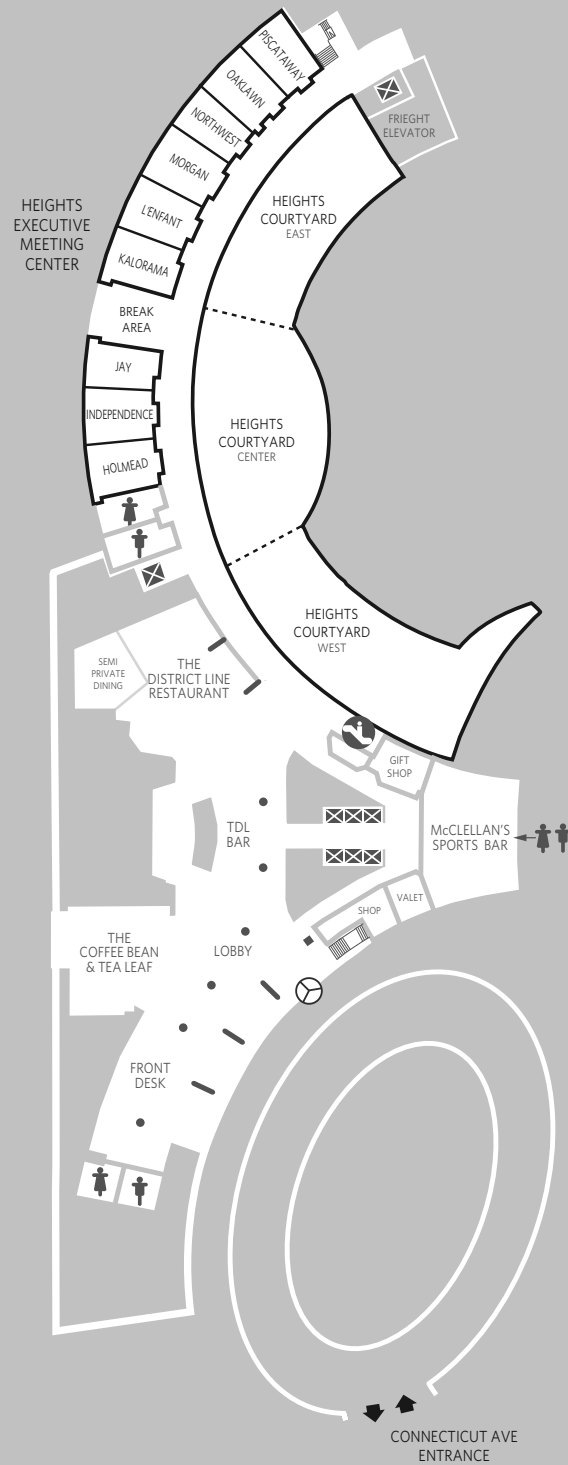 PISCATAWAY
OAKLAWN
NORTHWEST
MORGAN
L'ENFANT
KALORAMA
FRIEGHT
ELEVATOR
HEIGHTS
EXECUTIVE
MEETING
CENTER
HEIGHTS
COURTYARD
EAST
BREAK
AREA
JAY
INDEPENDENCE
HOLMEAD
HEIGHTS
COURTYARD
CENTER
HEIGHTS
COURTYARD
WEST
SEMI
PRIVATE
DINING
THE
DISTRICT LINE
RESTAURANT
GIFT
SHOP
TDL
BAR
McCLELLAN'S
SPORTS BAR
SHOP
VALET
THE
COFFEE BEAN
& TEA LEAF
LOBBY
FRONT
DESK
CONNECTICUT AVE
ENTRANCE